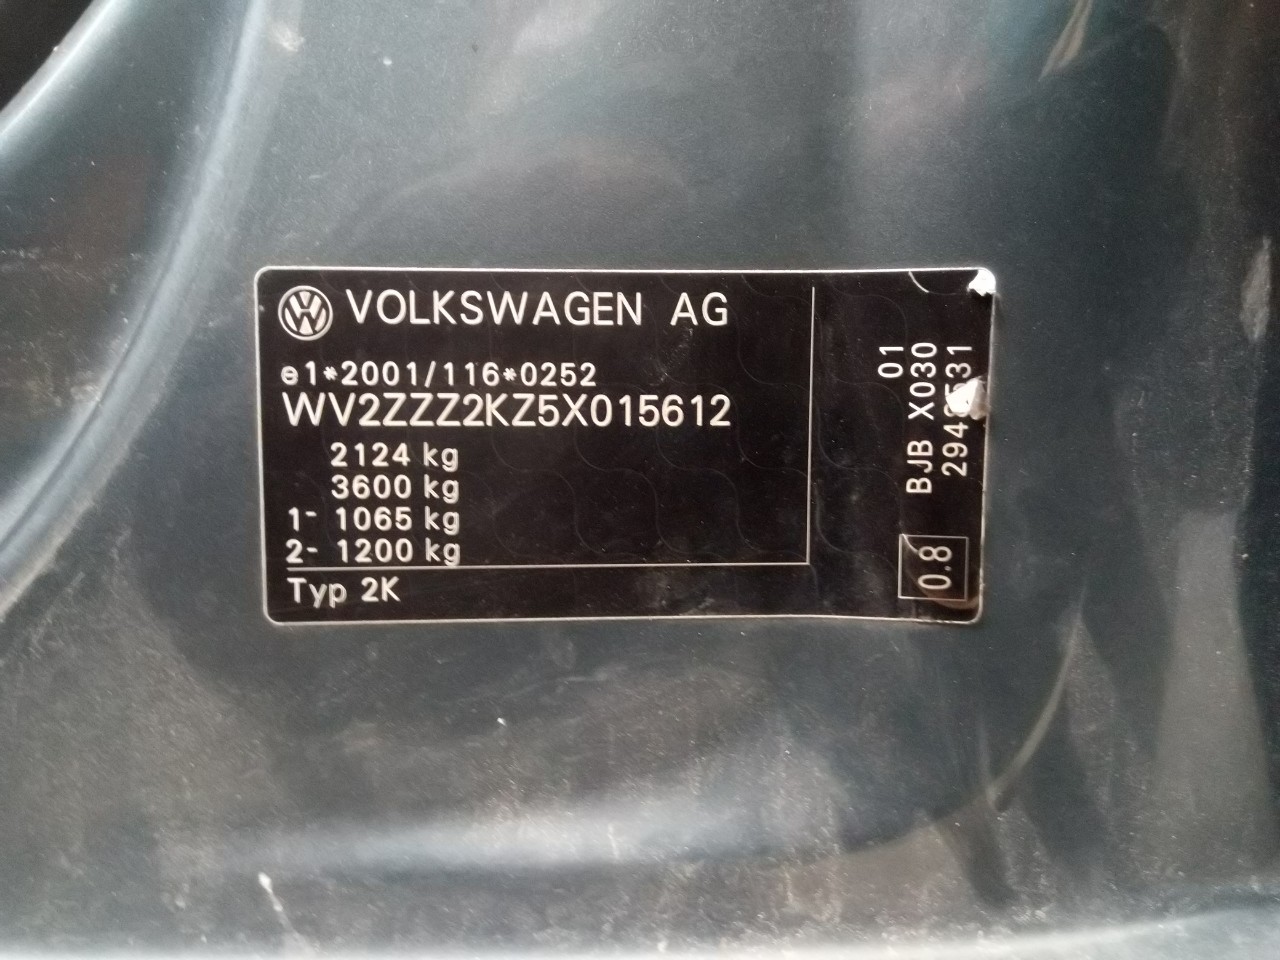 VOLKSWAGEN AG
e1*2001/116*0252
WV2ZZZ2KZ5X015612
2124 kg
3600 kg
1- 1065 kg
2- 1200 kg
Typ 2K
01
BJB X030
0.8